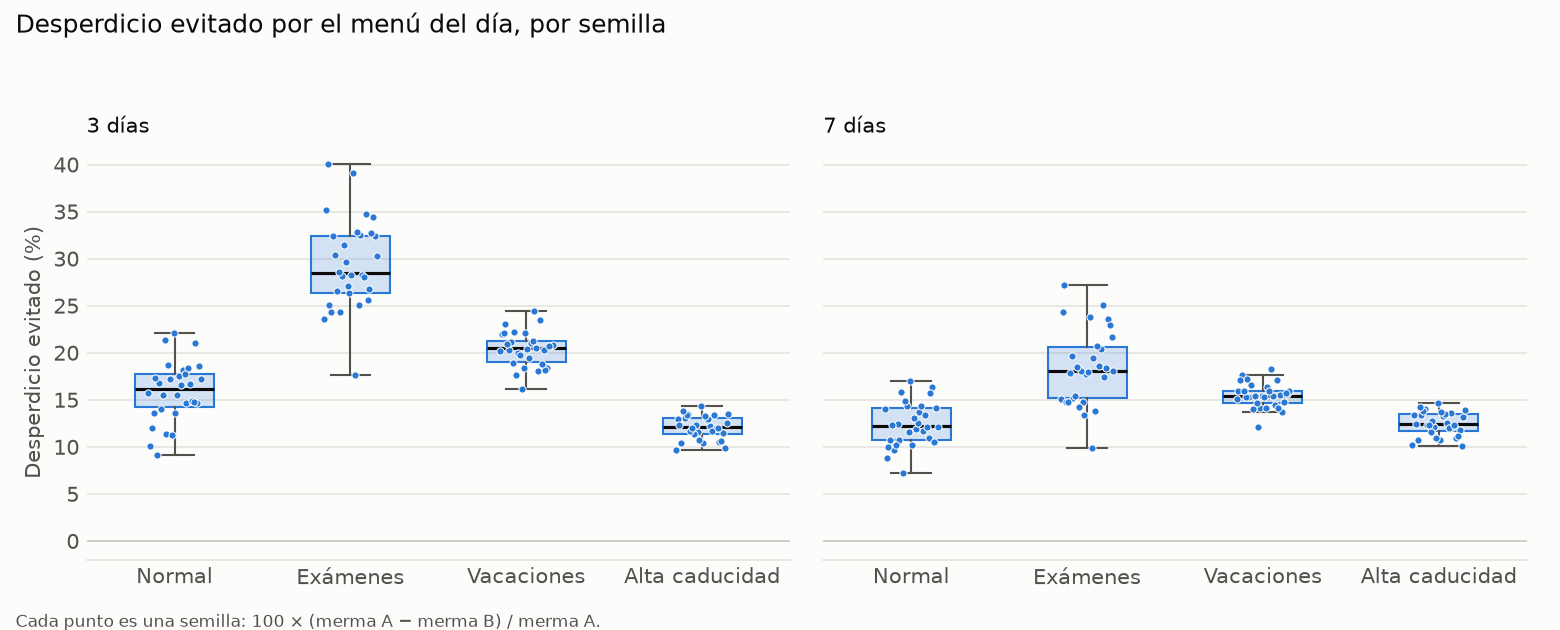 Desperdicio evitado por el menú del día, por semilla
3 días
7 días
Desperdicio evitado (%)
40
35
30
25
20
15
10
5
0
Normal
Exámenes
Vacaciones
Alta caducidad
Normal
Exámenes
Vacaciones
Alta caducidad
Cada punto es una semilla: 100 × (merma A − merma B) / merma A.